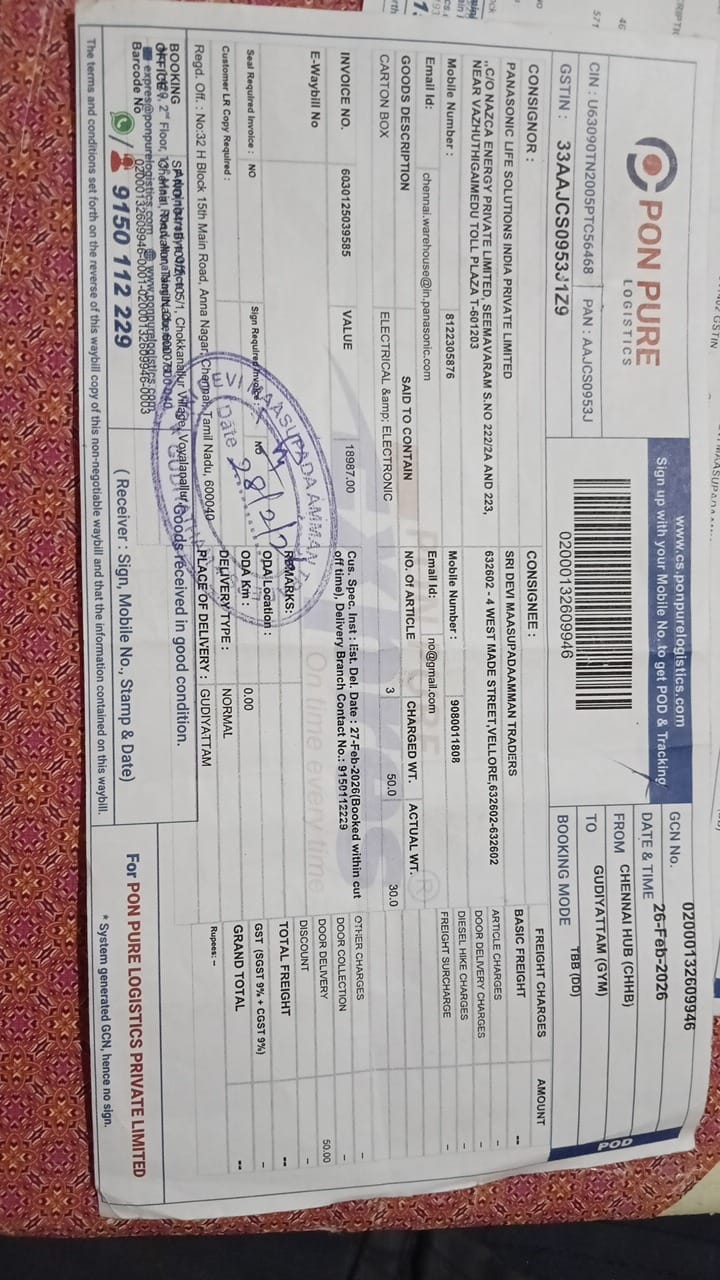 PON PURE
LOGISTICS
CIN : U63090TN2005PTC56468 PAN : AAJCS0953J
GSTIN : 33AAJCS0953J1Z9
www.cs.ponpurelogistics.com
Sign up with your Mobile No. to get POD & Tracking
02000132609946
GCN No. 02000132609946
DATE & TIME 26-Feb-2026
FROM CHENNAI HUB (CHHB)
TO GUDIYATTAM (GYM)
BOOKING MODE TBB (DD)
POD
CONSIGNOR :
PANASONIC LIFE SOLUTIONS INDIA PRIVATE LIMITED
,,C/O NAZCA ENERGY PRIVATE LIMITED, SEEMAVARAM S.NO 222/2A AND 223,
NEAR VAZHUTHIGAIMEDU TOLL PLAZA T-601203
Mobile Number : 8122305876
Email Id: chennai.warehouse@in.panasonic.com
CONSIGNEE :
SRI DEVI MAASUPADAAMMAN TRADERS
632602 - 4 WEST MADE STREET,VELLORE,632602-632602
Mobile Number : 9080011808
Email Id: no@gmail.com
GOODS DESCRIPTION SAID TO CONTAIN NO. Of ARTICLE CHARGED WT. ACTUAL WT.
CARTON BOX ELECTRICAL &amp; ELECTRONIC 3 50.0 30.0
INVOICE NO. 6030125039585 VALUE 18987.00
Cus. Spec. Inst : Est. Del. Date : 27-Feb-2026(Booked within cut
off time), Delivery Branch Contact No.: 9150112229
E-Waybill No
REMARKS:
Seal Required Invoice : NO Sign Required Invoice : NO
ODA Location :
ODA Km : 0.00
Customer LR Copy Required :
DELIVERY TYPE : NORMAL
PLACE OF DELIVERY : GUDIYATTAM
FREIGHT CHARGES AMOUNT
BASIC FREIGHT --
ARTICLE CHARGES -
DOOR DELIVERY CHARGES -
DIESEL HIKE CHARGES -
FREIGHT SURCHARGE -
OTHER CHARGES -
DOOR COLLECTION -
DOOR DELIVERY 50.00
DISCOUNT -
TOTAL FREIGHT --
GST (SGST 9% + CGST 9%) -
GRAND TOTAL --
Rupees: --
Xpres®
On time every time
Regd. Off. : No:32 H Block 15th Main Road, Anna Nagar, Chennai, Tamil Nadu, 600040
BOOKING
OFFICE
expres@ponpurelogistics.com www.ponpurelogistics.com
Barcode No 02000132609946-0001-02000132609946-0003
9150 112 229
Goods received in good condition.
( Receiver : Sign, Mobile No., Stamp & Date)
DEVI MAASUPADA AMMAN
Date 28/2/
For PON PURE LOGISTICS PRIVATE LIMITED
* System generated GCN, hence no sign.
The terms and conditions set forth on the reverse of this waybill copy of this non-negotiable waybill and that the information contained on this waybill.